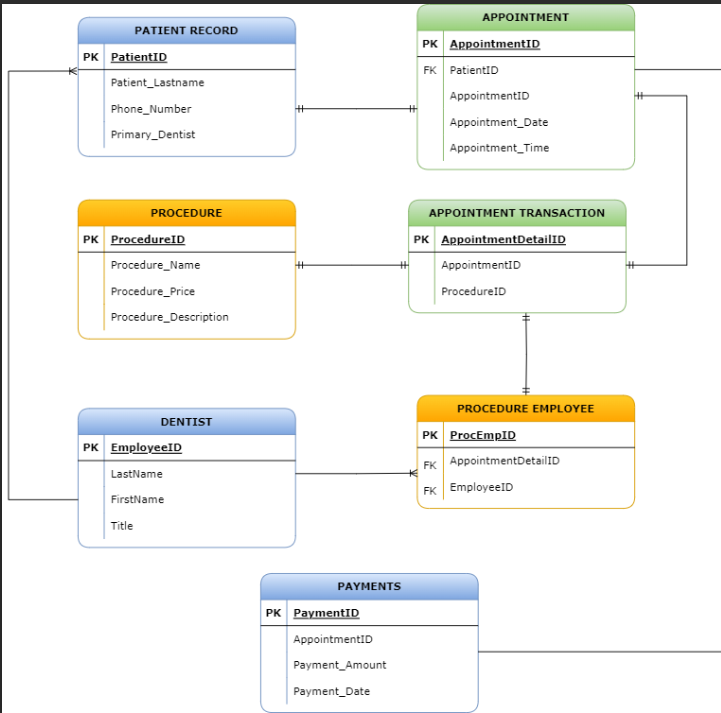 PATIENT RECORD
PK PatientID
Patient_Lastname
Phone_Number
Primary_Dentist
APPOINTMENT
PK AppointmentID
FK PatientID
AppointmentID
Appointment_Date
Appointment_Time
PROCEDURE
PK ProcedureID
Procedure_Name
Procedure_Price
Procedure_Description
APPOINTMENT TRANSACTION
PK AppointmentDetailID
AppointmentID
ProcedureID
DENTIST
PK EmployeeID
LastName
FirstName
Title
PROCEDURE EMPLOYEE
PK ProcEmpID
FK AppointmentDetailID
FK EmployeeID
PAYMENTS
PK PaymentID
AppointmentID
Payment_Amount
Payment_Date